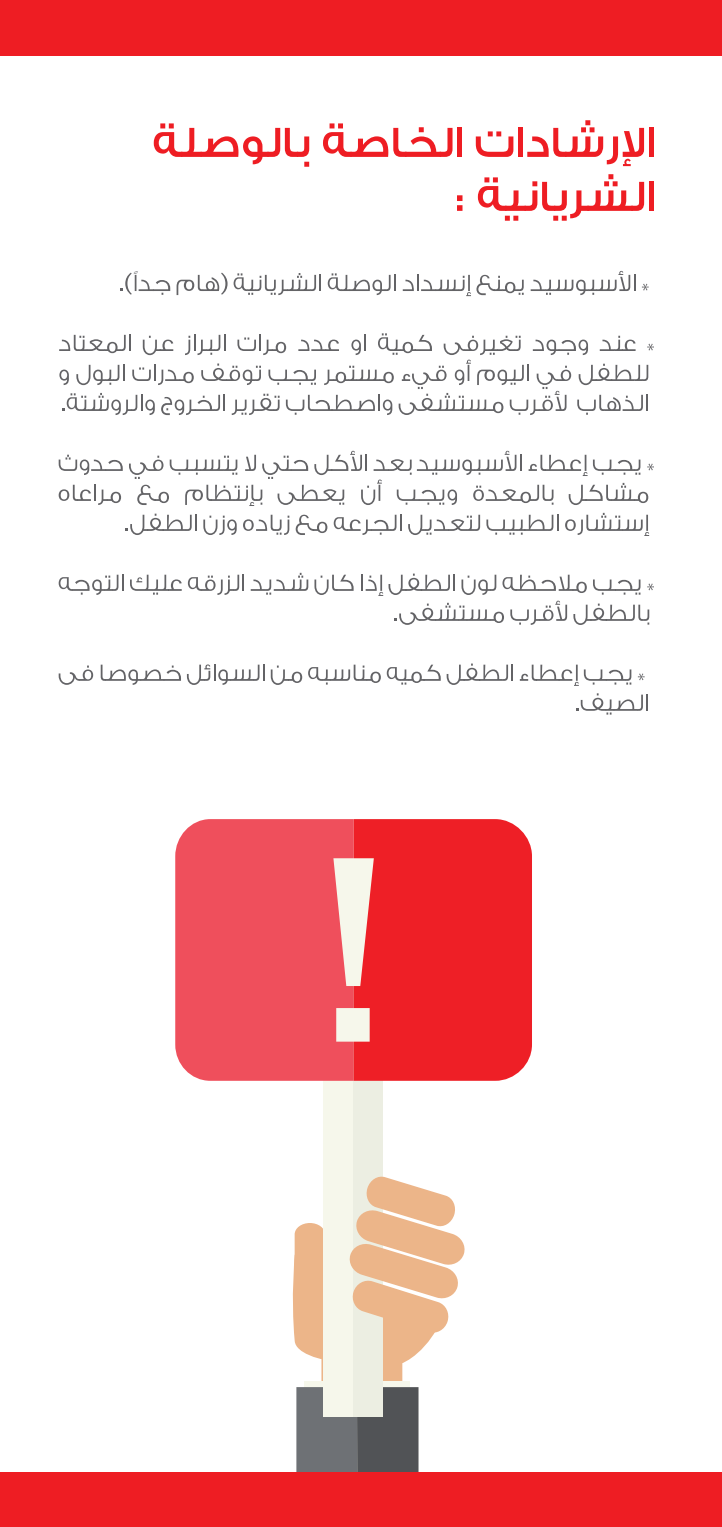 الإرشادات الخاصة بالوصلة
الشريانية :
* الأسبوسيد يمنع إنسداد الوصلة الشريانية (هام جداً).
* عند وجود تغيرفى كمية او عدد مرات البراز عن المعتاد
للطفل في اليوم أو قيء مستمر يجب توقف مدرات البول و
الذهاب لأقرب مستشفى واصطحاب تقرير الخروج والروشتة.
* يجب إعطاء الأسبوسيد بعد الأكل حتي لا يتسبب في حدوث
مشاكل بالمعدة ويجب أن يعطى بإنتظام مع مراعاه
إستشاره الطبيب لتعديل الجرعه مع زياده وزن الطفل.
* يجب ملاحظه لون الطفل إذا كان شديد الزرقه عليك التوجه
بالطفل لأقرب مستشفى.
* يجب إعطاء الطفل كميه مناسبه من السوائل خصوصا فى
الصيف.
!